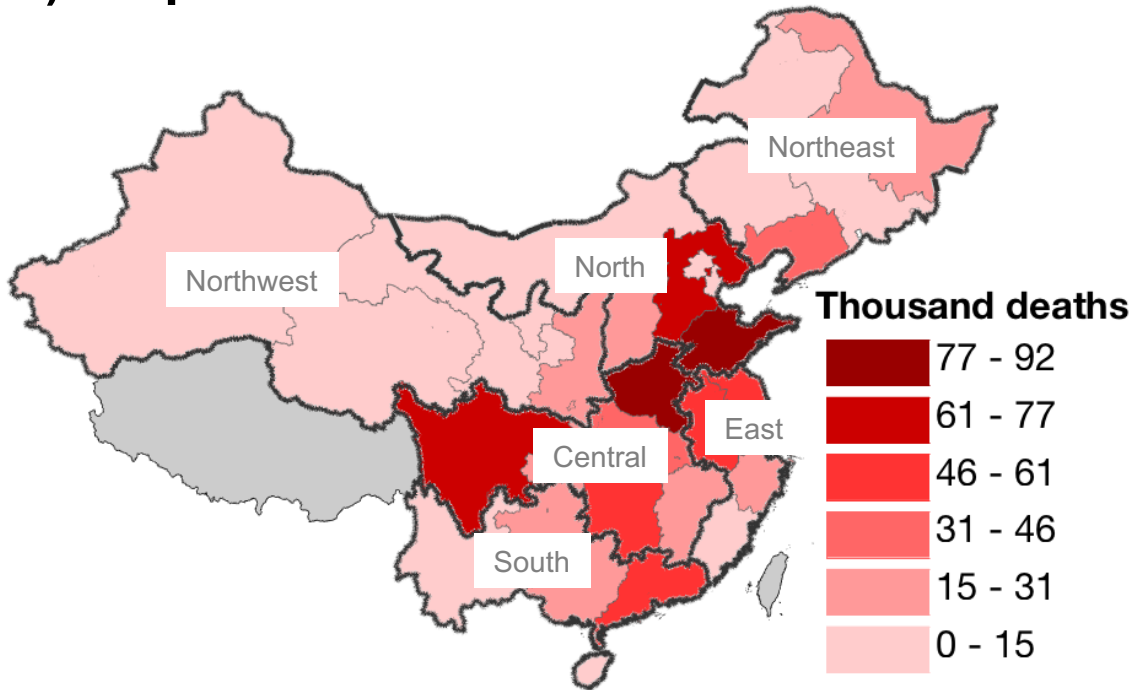 Northeast
North
Northwest
East
Central
South
Thousand deaths
77 - 92
61 - 77
46 - 61
31 - 46
15 - 31
0 - 15